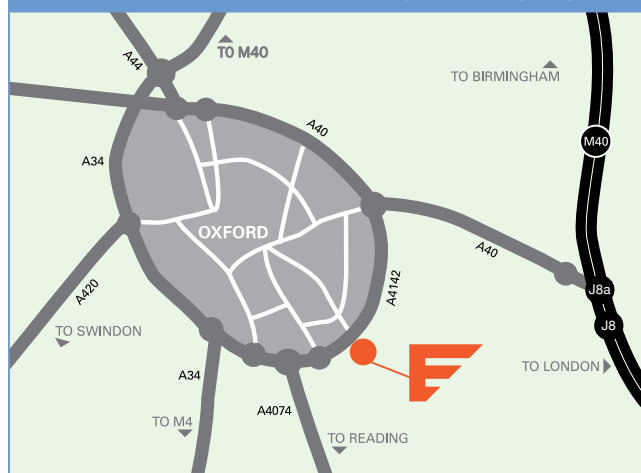 A44
TO M40
TO BIRMINGHAM
M40
A40
A34
OXFORD
A40
A420
A4142
J8a
J8
TO SWINDON
TO LONDON
A34
A4074
TO M4
TO READING